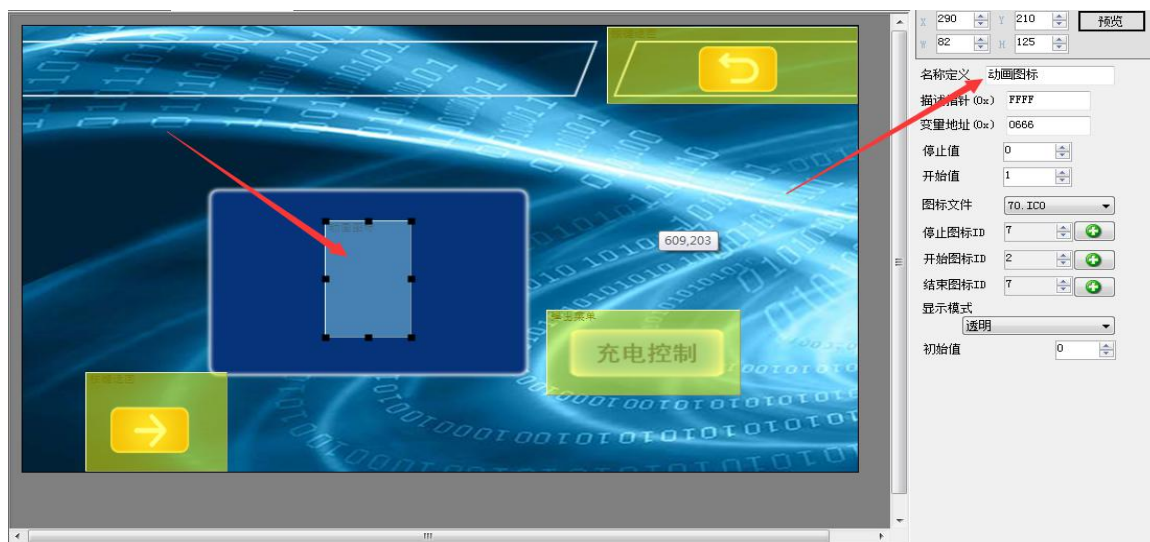 X 290 Y 210 预览
W 82 H 125
名称定义 动画图标
描述指针(0x) FFFF
变量地址(0x) 0666
停止值 0
开始值 1
图标文件 70.ICO
停止图标ID 7
开始图标ID 2
结束图标ID 7
显示模式
透明
初始值 0
609,203
弹出菜单
充电控制